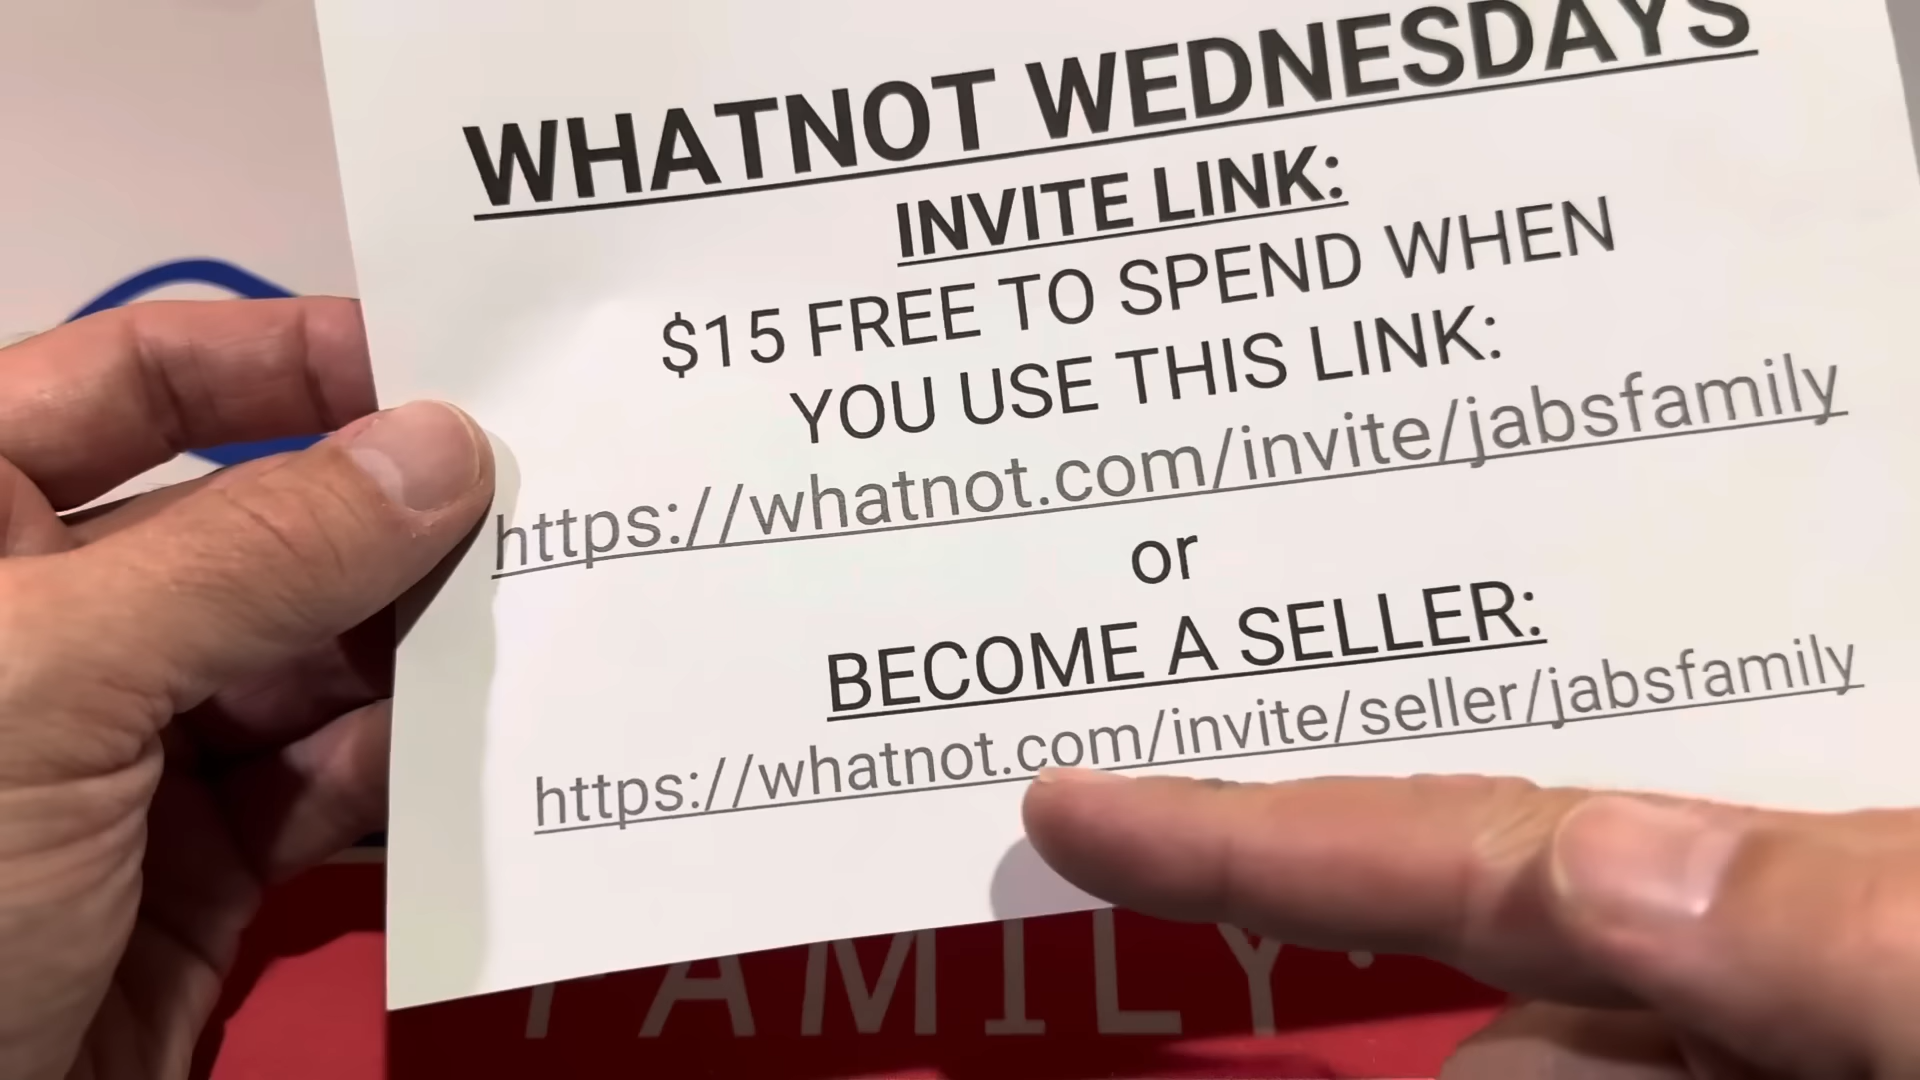 WHATNOT WEDNESDAYS
INVITE LINK:
$15 FREE TO SPEND WHEN
YOU USE THIS LINK:
https://whatnot.com/invite/jabsfamily
or
BECOME A SELLER:
https://whatnot.com/invite/seller/jabsfamily
FAMILY